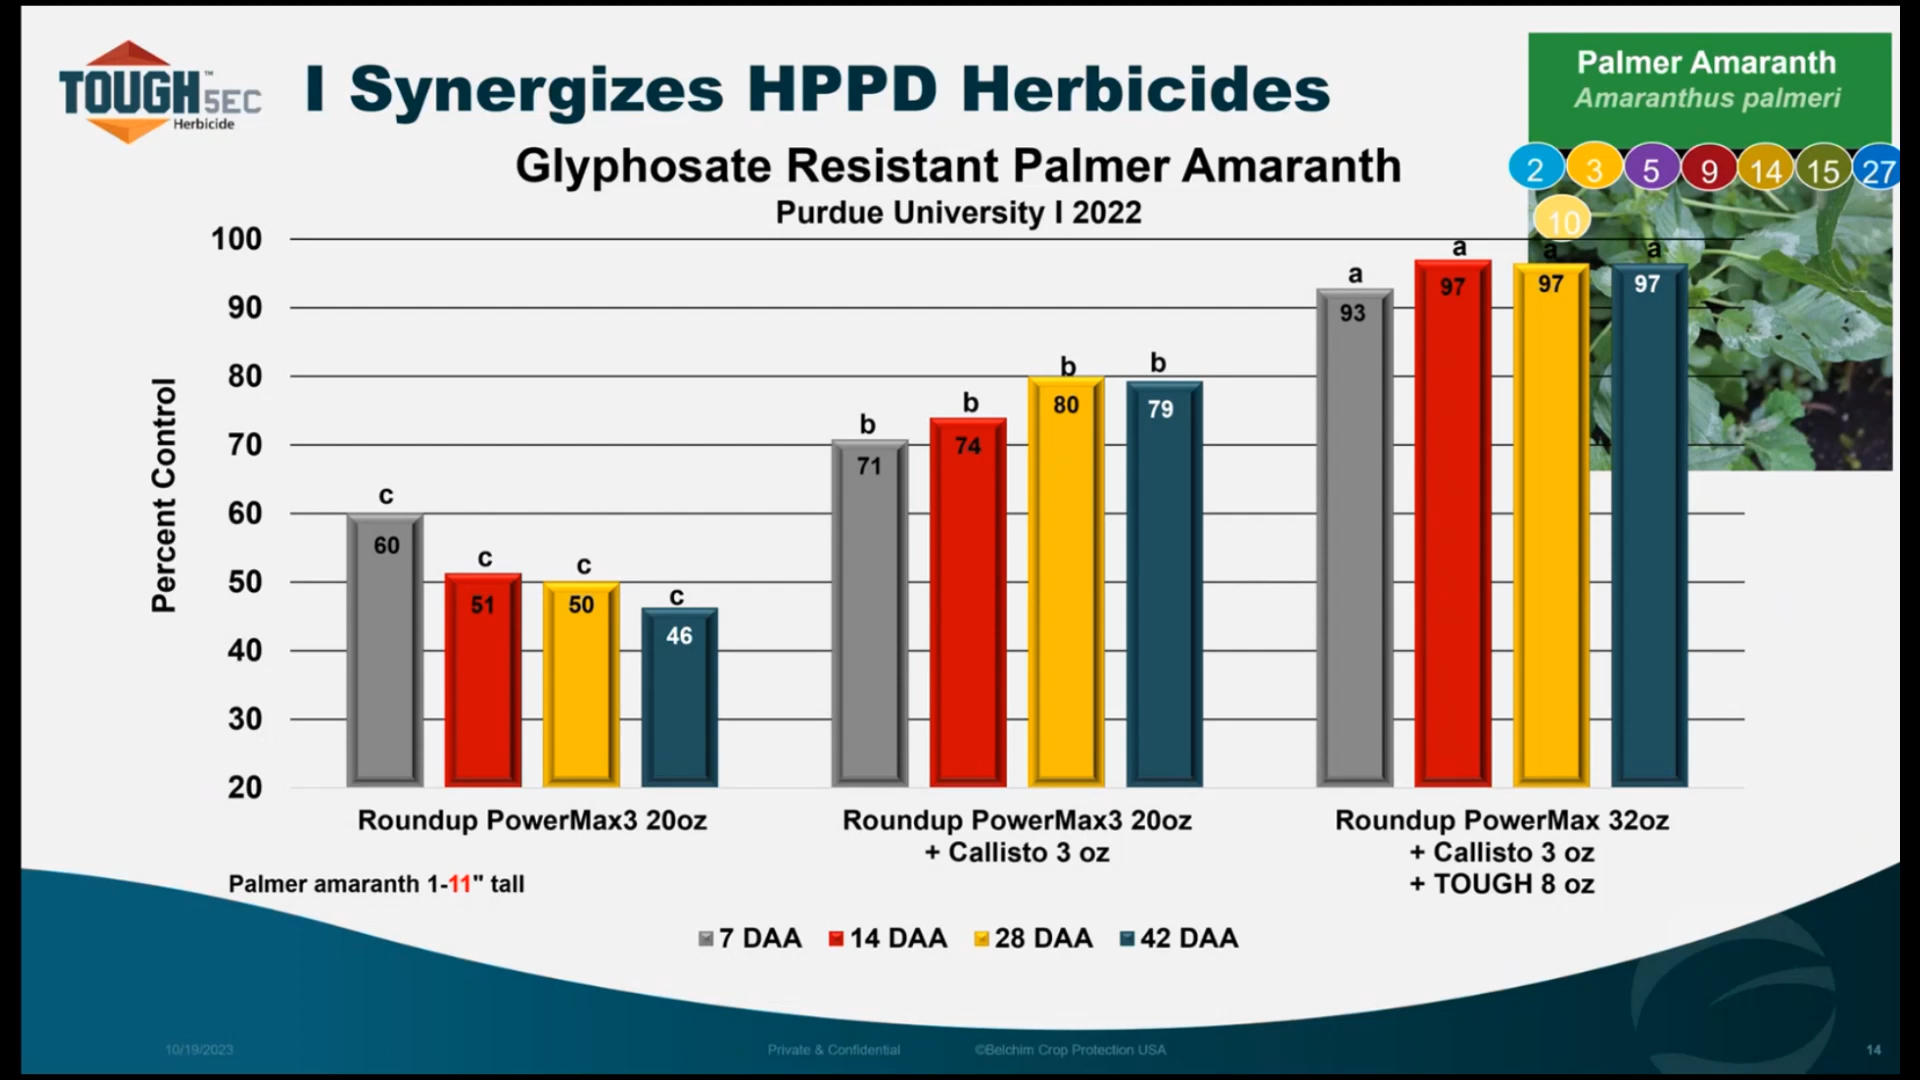 TOUGH™ 5EC
Herbicide
I Synergizes HPPD Herbicides
Palmer Amaranth
Amaranthus palmeri
2 3 5 9 14 15 27
10
Glyphosate Resistant Palmer Amaranth
Purdue University I 2022
Percent Control
100
90
80
70
60
50
40
30
20
c
60
c
51
c
50
c
46
b
71
b
74
b
80
b
79
a
93
a
97
a
97
a
97
Roundup PowerMax3 20oz
Roundup PowerMax3 20oz
+ Callisto 3 oz
Roundup PowerMax 32oz
+ Callisto 3 oz
+ TOUGH 8 oz
Palmer amaranth 1-11" tall
7 DAA 14 DAA 28 DAA 42 DAA
10/19/2023
Private & Confidential
©Belchim Crop Protection USA
14